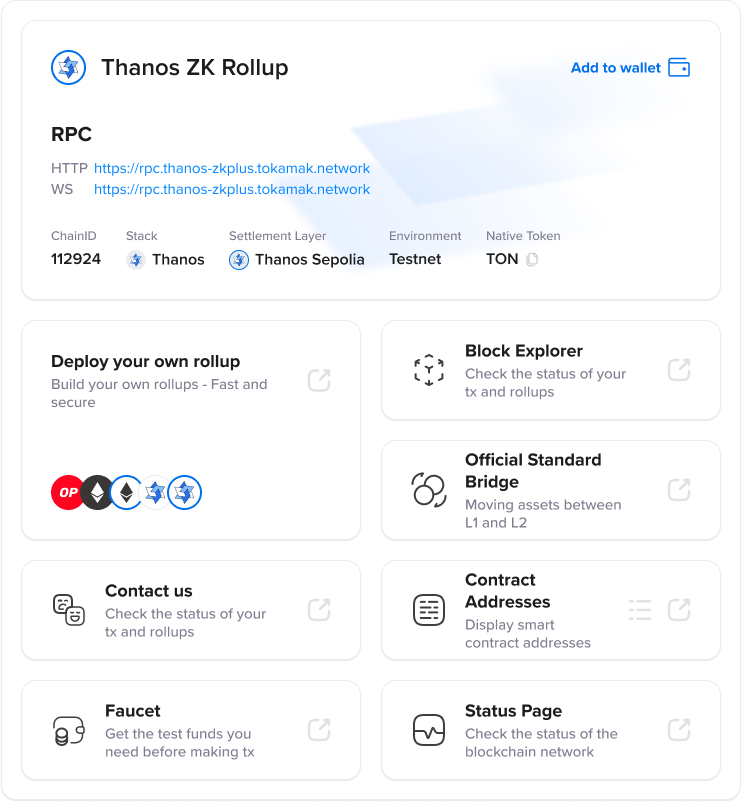 Thanos ZK Rollup
Add to wallet
RPC
HTTP https://rpc.thanos-zkplus.tokamak.network
WS https://rpc.thanos-zkplus.tokamak.network
ChainID Stack Settlement Layer Environment Native Token
112924 Thanos Thanos Sepolia Testnet TON
Deploy your own rollup
Build your own rollups - Fast and
secure
OP
Block Explorer
Check the status of your
tx and rollups
Official Standard
Bridge
Moving assets between
L1 and L2
Contact us
Check the status of your
tx and rollups
Contract
Addresses
Display smart
contract addresses
Faucet
Get the test funds you
need before making tx
Status Page
Check the status of the
blockchain network